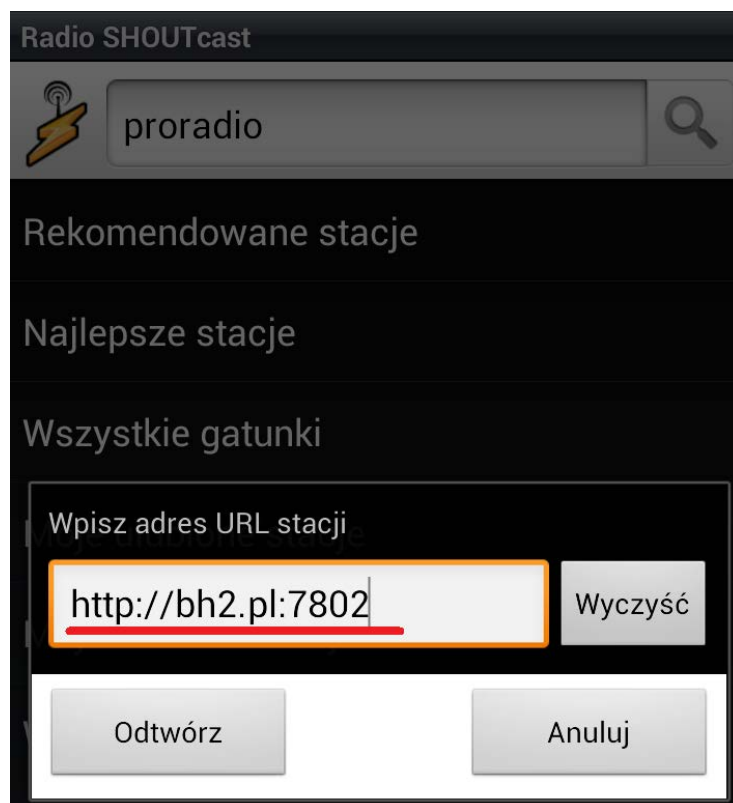 Radio SHOUTcast
proradio
Rekomendowane stacje
Najlepsze stacje
Wszystkie gatunki
Wpisz adres URL stacji
http://bh2.pl:7802
Wyczyść
Odtwórz
Anuluj